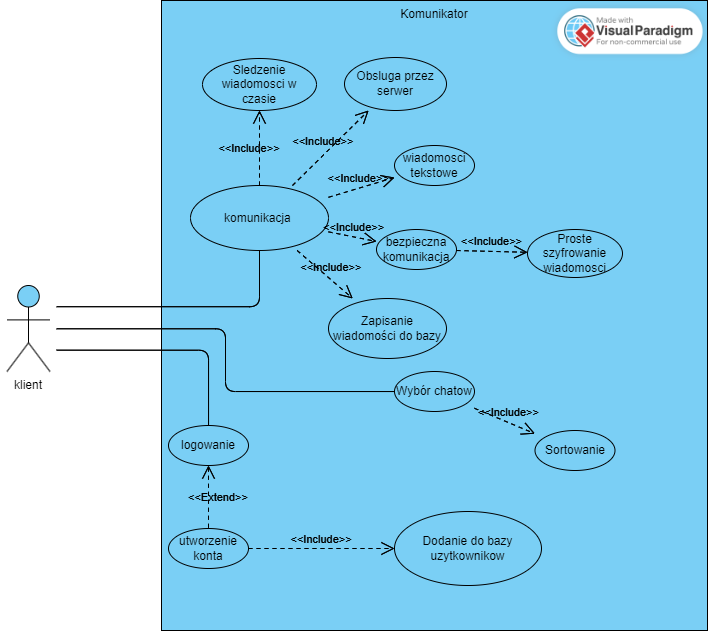 Komunikator
Made with
VisualParadigm
For non-commercial use
Sledzenie
wiadomosci w
czasie
Obsluga przez
serwer
<<Include>>
<<Include>>
wiadomosci
tekstowe
<<Include>>
komunikacja
<<Include>>
bezpieczna
komunikacja
<<Include>>
Proste
szyfrowanie
wiadomosci
<<Include>>
Zapisanie
wiadomości do bazy
klient
Wybór chatow
<<Include>>
logowanie
Sortowanie
<<Extend>>
utworzenie
konta
<<Include>>
Dodanie do bazy
uzytkownikow